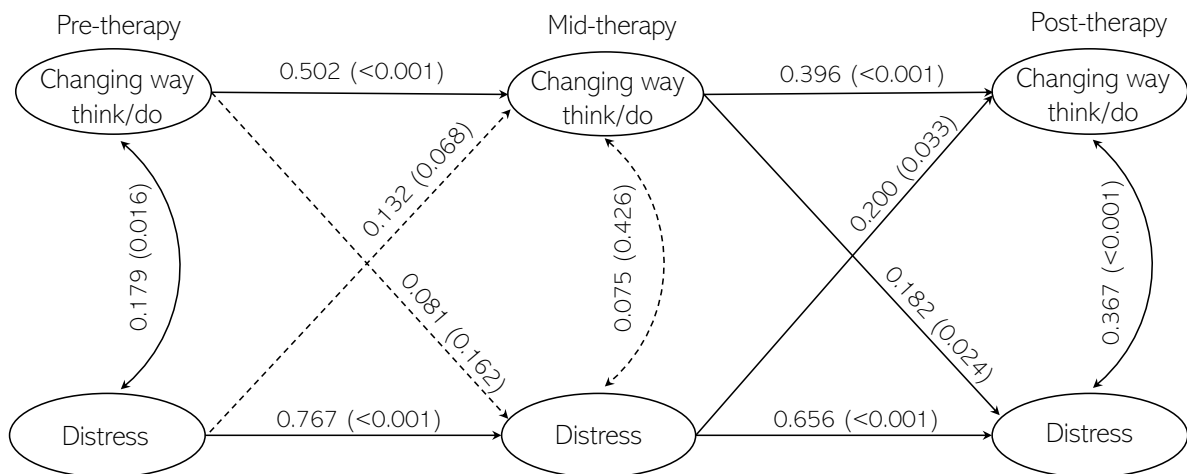 Pre-therapy
Mid-therapy
Post-therapy
Changing way
think/do
0.502 (<0.001)
Changing way
think/do
0.396 (<0.001)
Changing way
think/do
0.179 (0.016)
0.132 (0.068)
0.081 (0.162)
0.075 (0.426)
0.200 (0.033)
0.182 (0.024)
0.367 (<0.001)
Distress
0.767 (<0.001)
Distress
0.656 (<0.001)
Distress